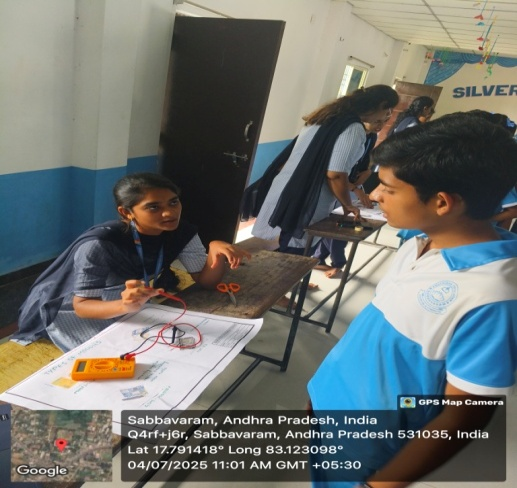 SILVER
GPS Map Camera
Sabbavaram, Andhra Pradesh, India
Q4rf+j6r, Sabbavaram, Andhra Pradesh 531035, India
Lat 17.791418° Long 83.123098°
04/07/2025 11:01 AM GMT +05:30
Google